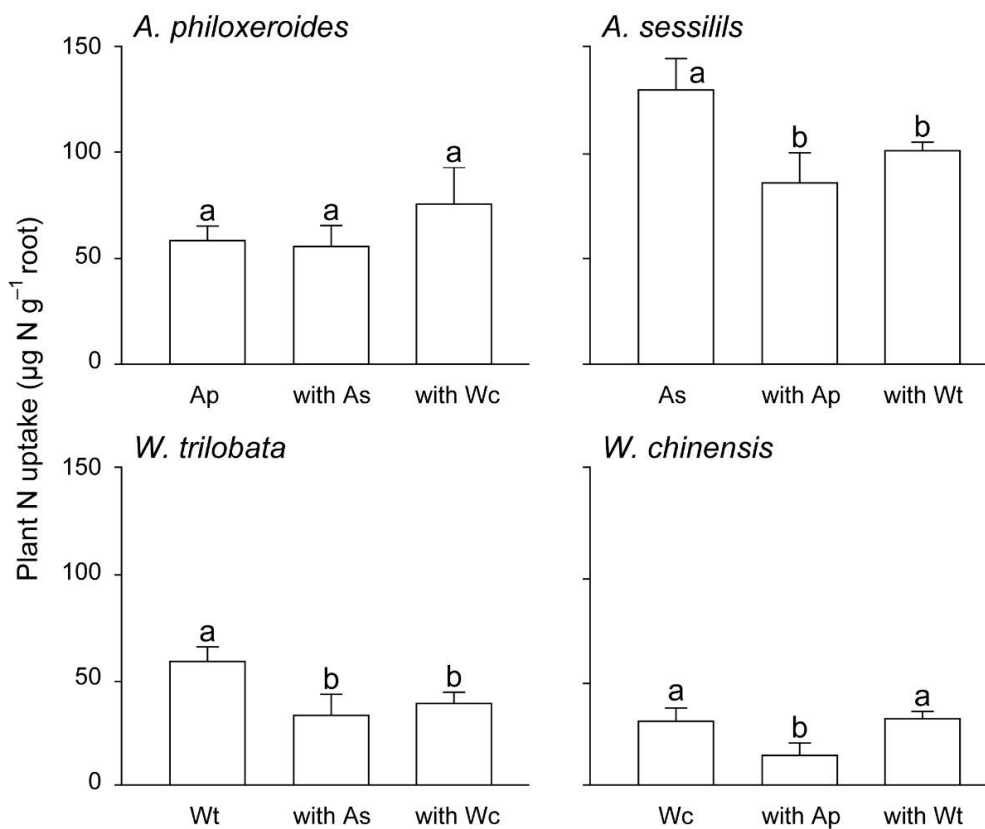 A. philoxeroides
A. sessilils
Plant N uptake (µg N g⁻¹ root)
150
100
50
0
a
a
a
a
b
b
Ap
with As
with Wc
As
with Ap
with Wt
W. trilobata
W. chinensis
150
100
50
0
a
b
b
a
b
a
Wt
with As
with Wc
Wc
with Ap
with Wt